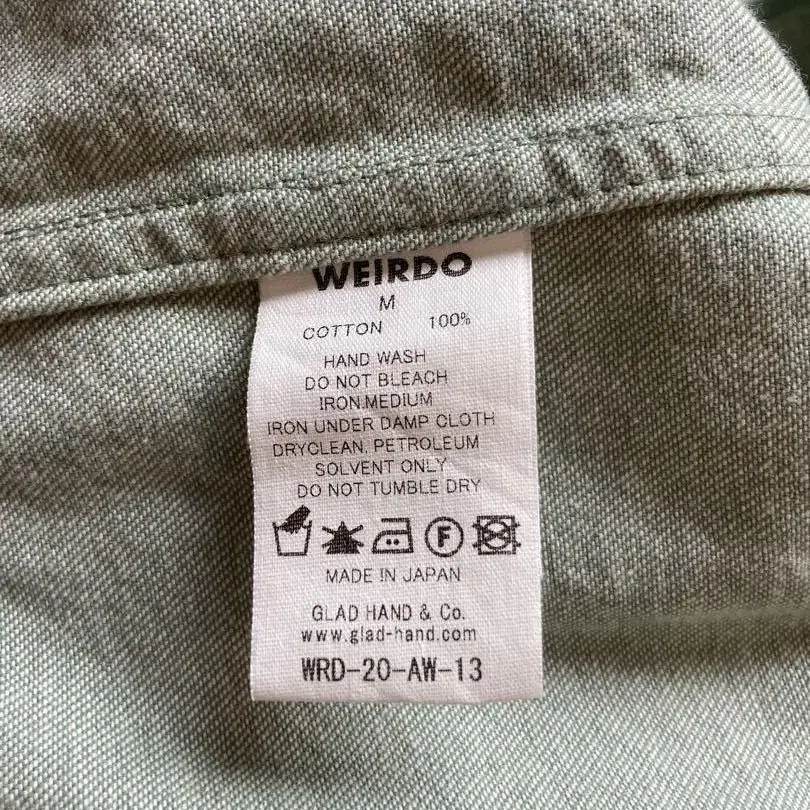 WEIRDO
M
COTTON 100%
HAND WASH
DO NOT BLEACH
IRON.MEDIUM
IRON UNDER DAMP CLOTH
DRYCLEAN. PETROLEUM
SOLVENT ONLY
DO NOT TUMBLE DRY
F
MADE IN JAPAN
GLAD HAND & Co.
www.glad-hand.com
WRD-20-AW-13